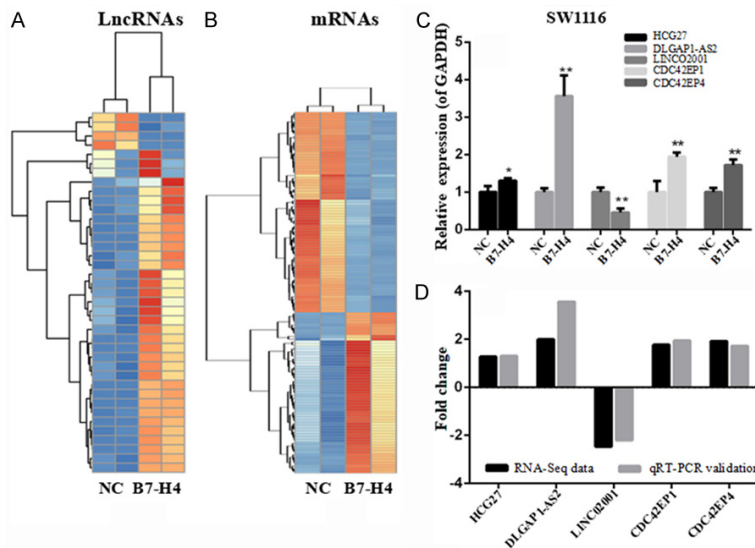 A
LncRNAs
NC B7-H4
B
mRNAs
NC B7-H4
C
SW1116
Relative expression (of GAPDH)
5
4
3
2
1
0
HCG27
DLGAP1-AS2
LINCO2001
CDC42EP1
CDC42EP4
*
**
**
**
**
NC
B7-H4
NC
B7-H4
NC
B7-H4
NC
B7-H4
NC
B7-H4
D
Fold change
4
2
0
-2
-4
RNA-Seq data
qRT-PCR validation
HCG27
DLGAP1-AS2
LINC02001
CDC42EP1
CDC42EP4